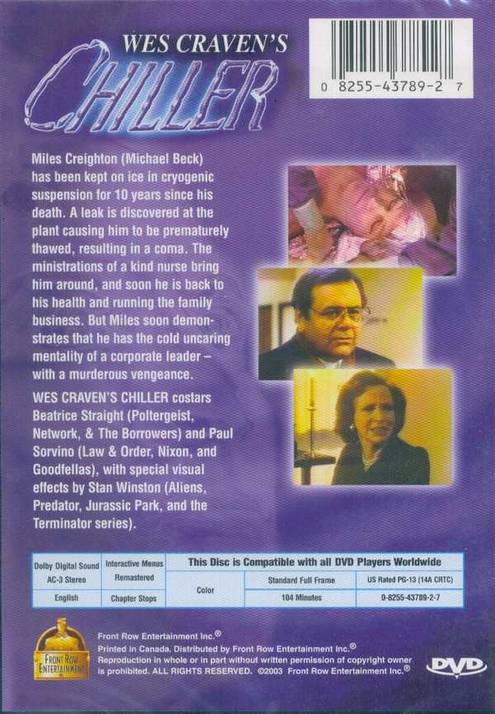 WES CRAVEN'S
CHILLER
0 8255-43789-2 7
Miles Creighton (Michael Beck)
has been kept on ice in cryogenic
suspension for 10 years since his
death. A leak is discovered at the
plant causing him to be prematurely
thawed, resulting in a coma. The
ministrations of a kind nurse bring
him around, and soon he is back to
his health and running the family
business. But Miles soon demon-
strates that he has the cold uncaring
mentality of a corporate leader –
with a murderous vengeance.
WES CRAVEN'S CHILLER costars
Beatrice Straight (Poltergeist,
Network, & The Borrowers) and Paul
Sorvino (Law & Order, Nixon, and
Goodfellas), with special visual
effects by Stan Winston (Aliens,
Predator, Jurassic Park, and the
Terminator series).
Dolby Digital Sound
AC-3 Stereo
English
Interactive Menus
Remastered
Chapter Stops
This Disc is Compatible with all DVD Players Worldwide
Color
Standard Full Frame
104 Minutes
US Rated PG-13 (14A CRTC)
0-8255-43789-2-7
FRONT ROW
ENTERTAINMENT
Front Row Entertainment Inc.®
Printed in Canada. Distributed by Front Row Entertainment Inc.®
Reproduction in whole or in part without written permission of copyright owner
is prohibited. ALL RIGHTS RESERVED. ©2003 Front Row Entertainment Inc.®
DVD